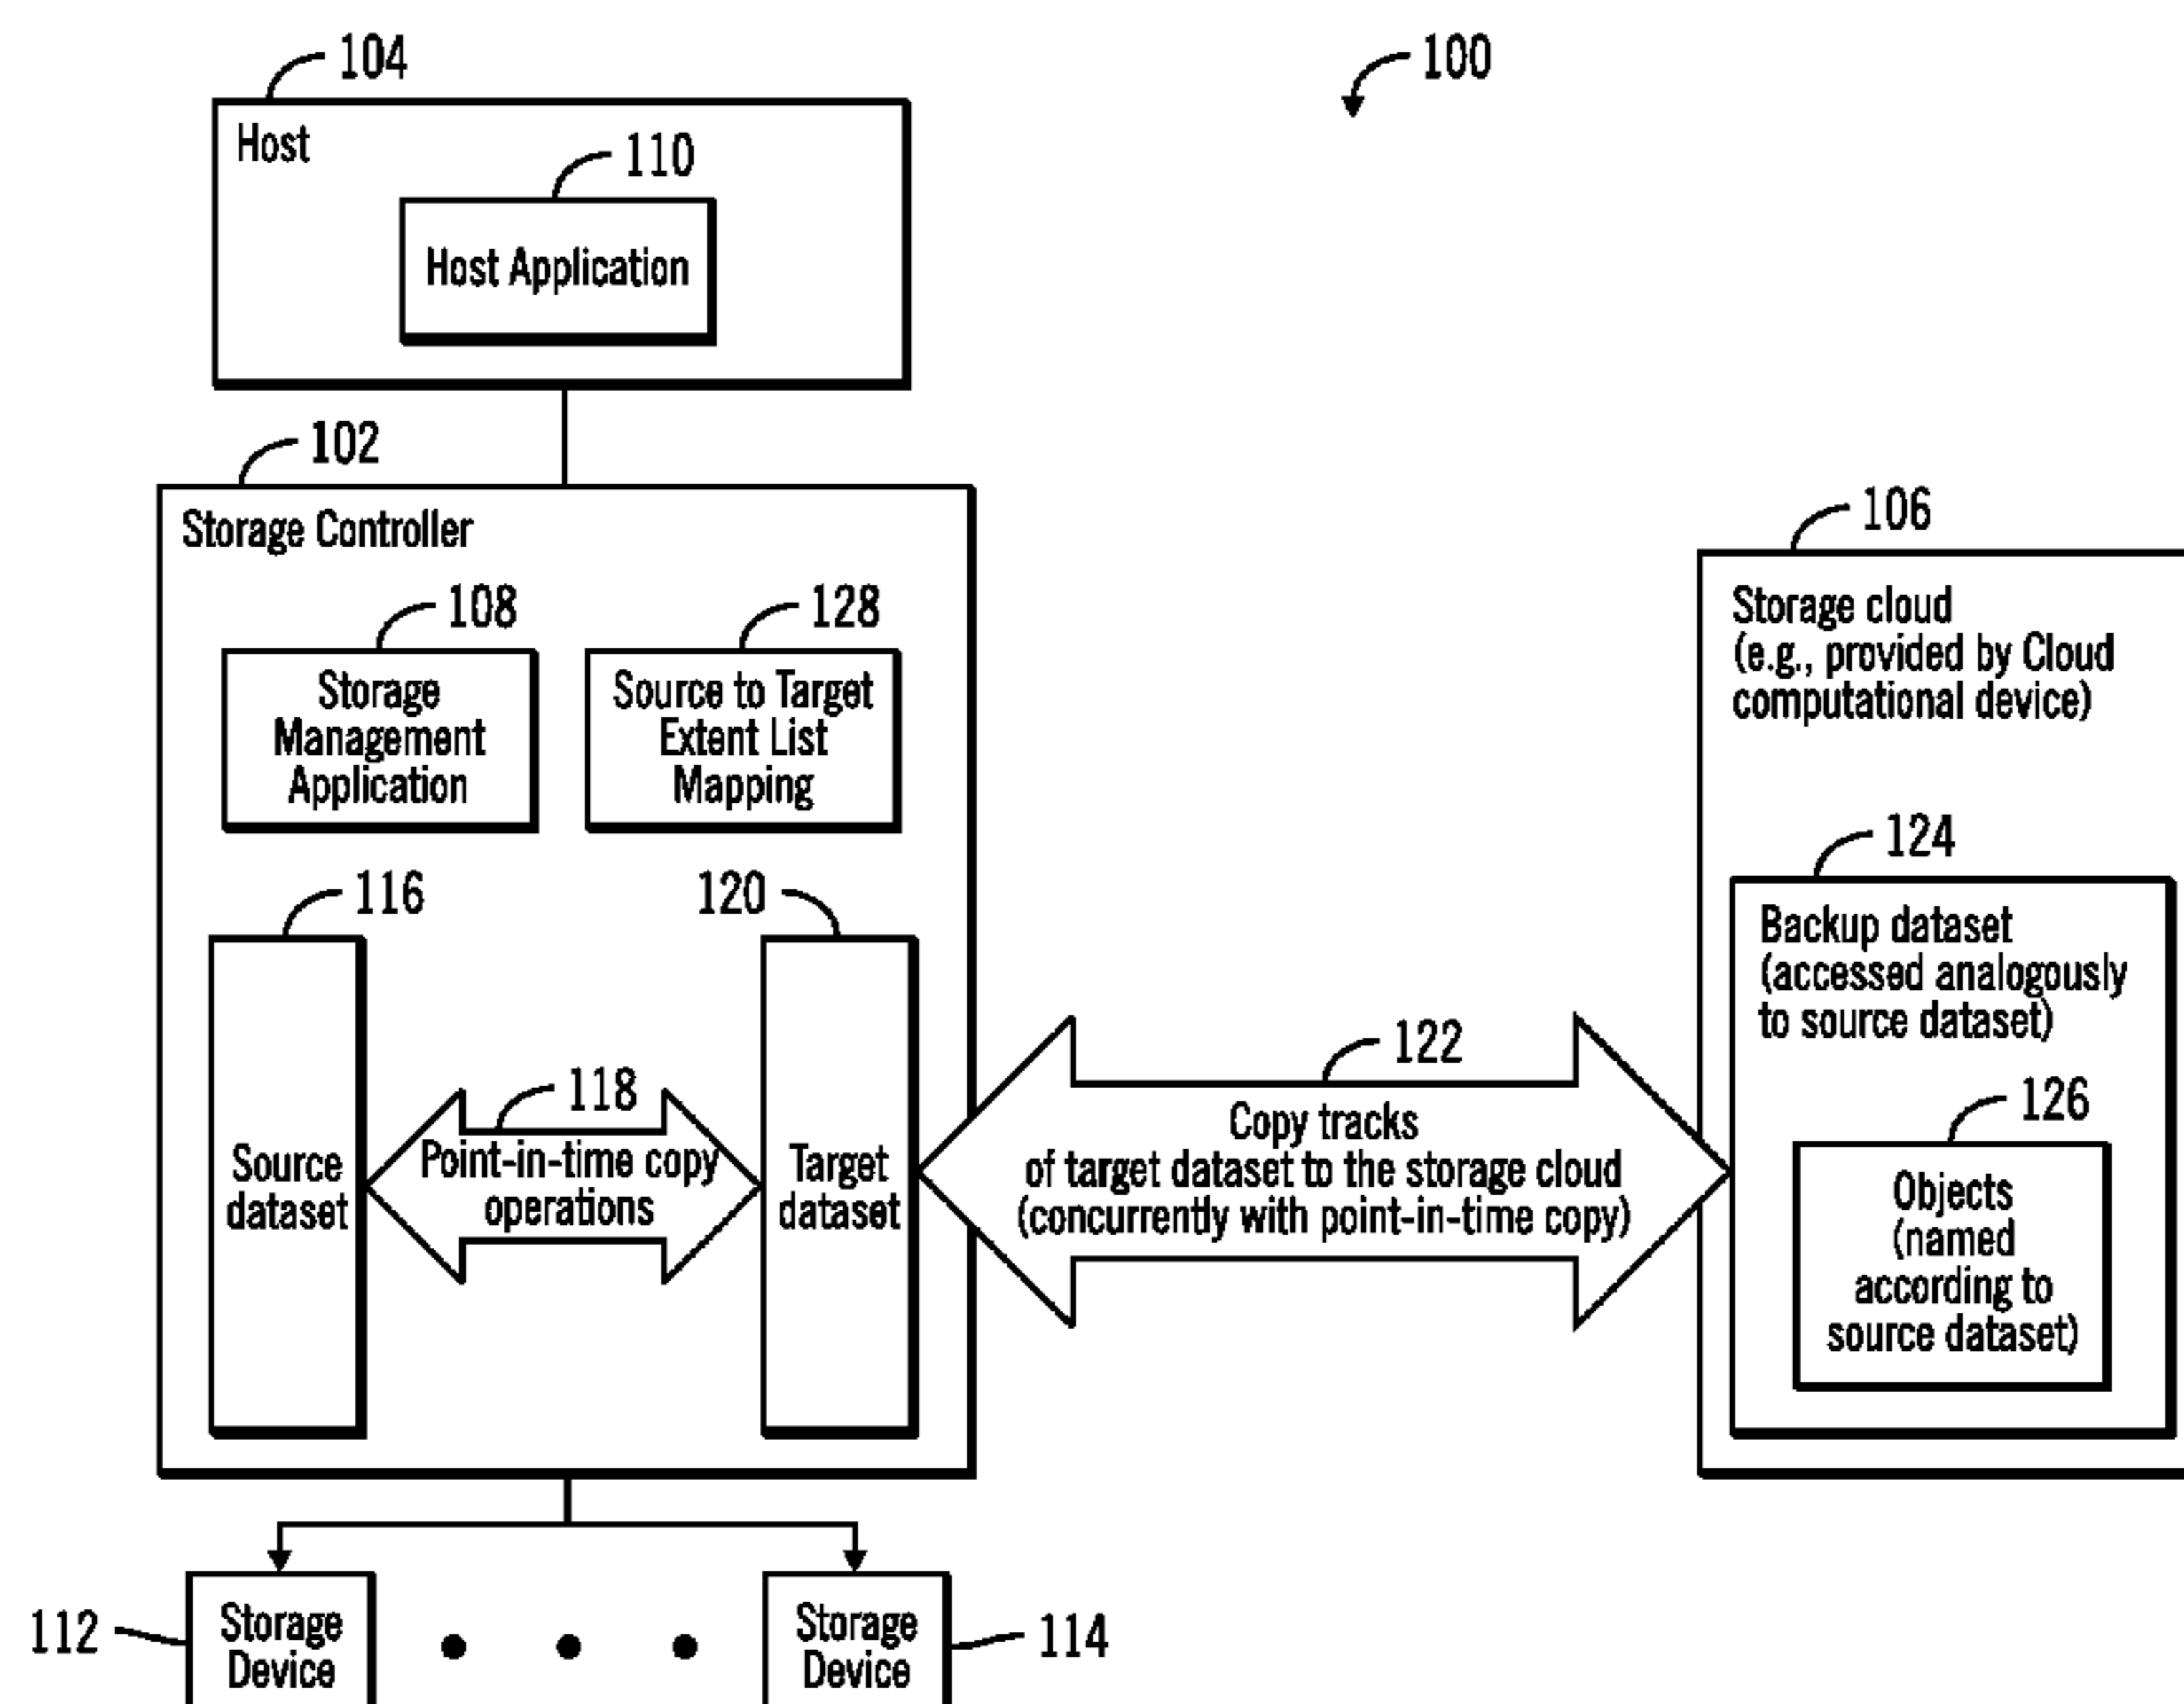 104
100
Host
110
Host Application
102
Storage Controller
106
108
128
Storage
Management
Application
Source to Target
Extent List
Mapping
Storage cloud
(e.g., provided by Cloud
computational device)
116
120
124
Backup dataset
(accessed analogously
to source dataset)
118
Source
dataset
Point-in-time copy
operations
Target
dataset
122
Copy tracks
of target dataset to the storage cloud
(concurrently with point-in-time copy)
126
Objects
(named
according to
source dataset)
112
Storage
Device
Storage
Device
114